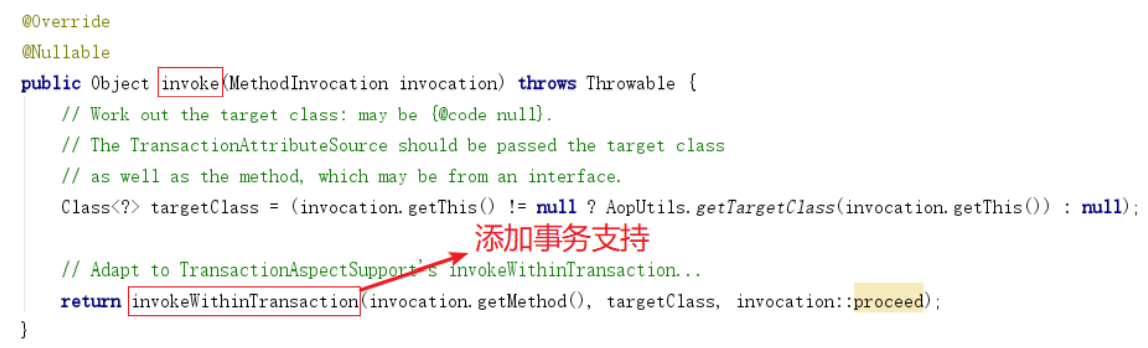 @Override
@Nullable
public Object invoke(MethodInvocation invocation) throws Throwable {
// Work out the target class: may be {@code null}.
// The TransactionAttributeSource should be passed the target class
// as well as the method, which may be from an interface.
Class<?> targetClass = (invocation.getThis() != null ? AopUtils.getTargetClass(invocation.getThis()) : null);
添加事务支持
// Adapt to TransactionAspectSupport's invokeWithinTransaction...
return invokeWithinTransaction(invocation.getMethod(), targetClass, invocation::proceed);
}